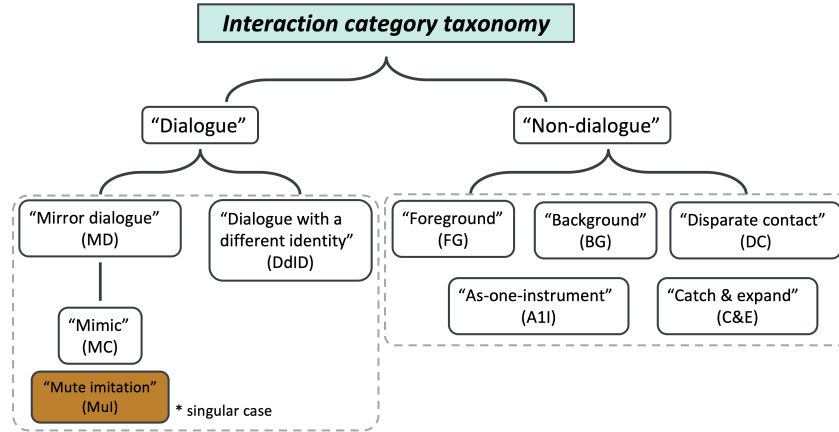 Interaction category taxonomy
“Dialogue”
“Non-dialogue”
“Mirror dialogue”
(MD)
“Dialogue with a
different identity”
(DdID)
“Foreground”
(FG)
“Background”
(BG)
“Disparate contact”
(DC)
“As-one-instrument”
(A1I)
“Catch & expand”
(C&E)
“Mimic”
(MC)
“Mute imitation”
(MuI)
* singular case